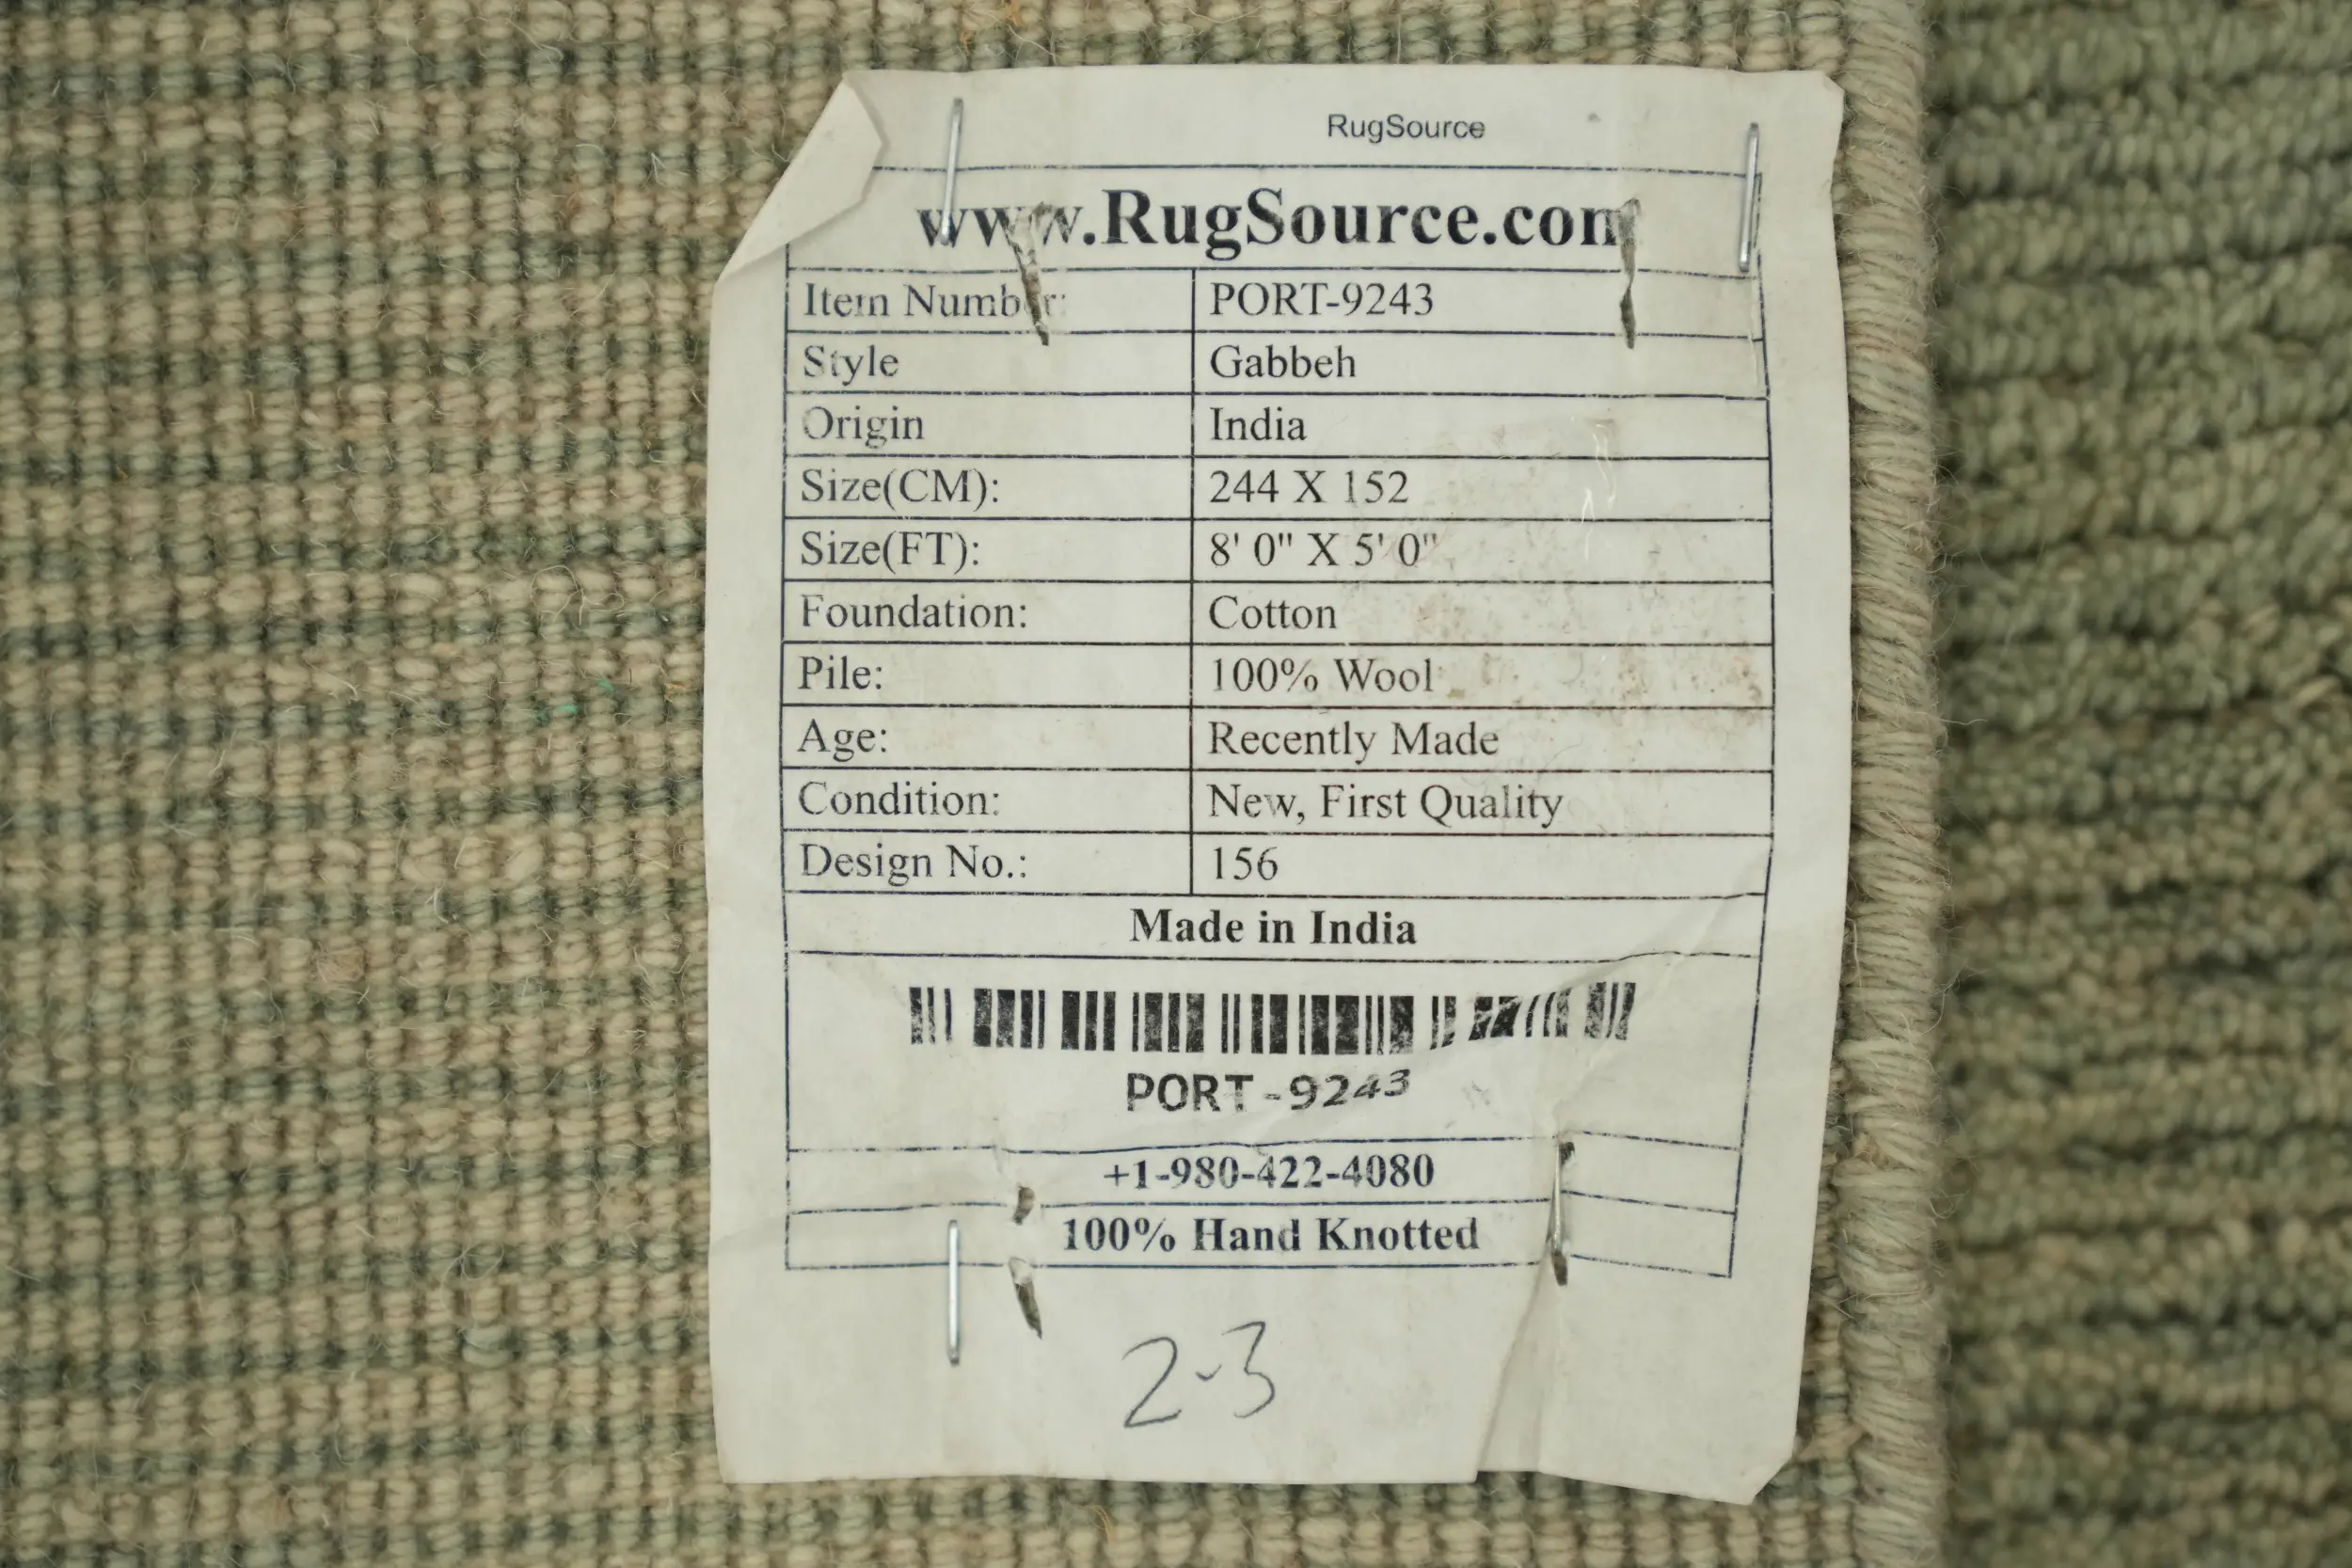 RugSource
www.RugSource.com
Item Number: PORT-9243
Style Gabbeh
Origin India
Size(CM): 244 X 152
Size(FT): 8' 0" X 5' 0"
Foundation: Cotton
Pile: 100% Wool
Age: Recently Made
Condition: New, First Quality
Design No.: 156
Made in India
PORT-9243
+1-980-422-4080
100% Hand Knotted
2-3